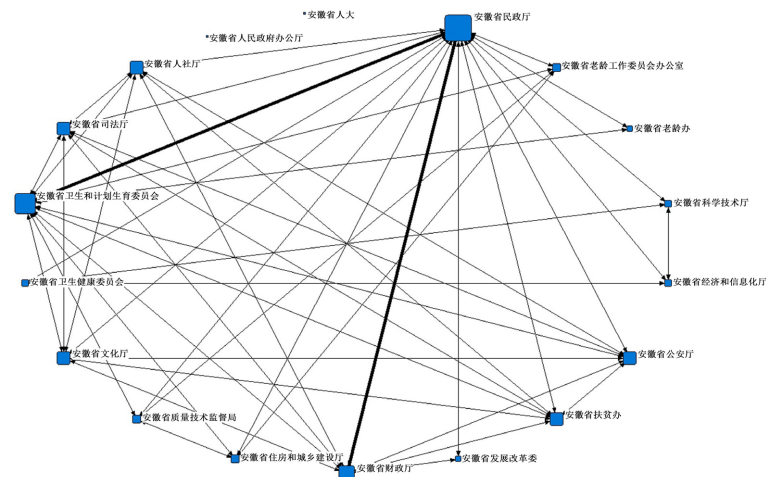 安徽省人大
安徽省民政厅
安徽省人民政府办公厅
安徽省人社厅
安徽省老龄工作委员会办公室
安徽省司法厅
安徽省老龄办
安徽省卫生和计划生育委员会
安徽省科学技术厅
安徽省卫生健康委员会
安徽省经济和信息化厅
安徽省文化厅
安徽省公安厅
安徽省质量技术监督局
安徽省扶贫办
安徽省住房和城乡建设厅
安徽省发展改革委
安徽省财政厅